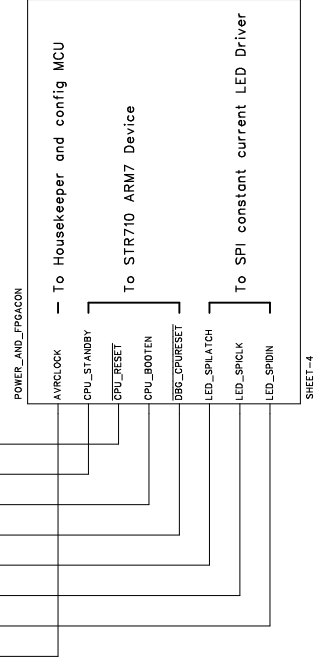 POWER_AND_FPGACON
AVRCLOCK
To Housekeeper and config MCU
CPU_STANDBY
CPU_RESET
CPU_BOOTEN
DBG_CPURESET
To STR710 ARM7 Device
LED_SPILATCH
LED_SPICLK
LED_SPIDIN
To SPI constant current LED Driver
SHEET-4